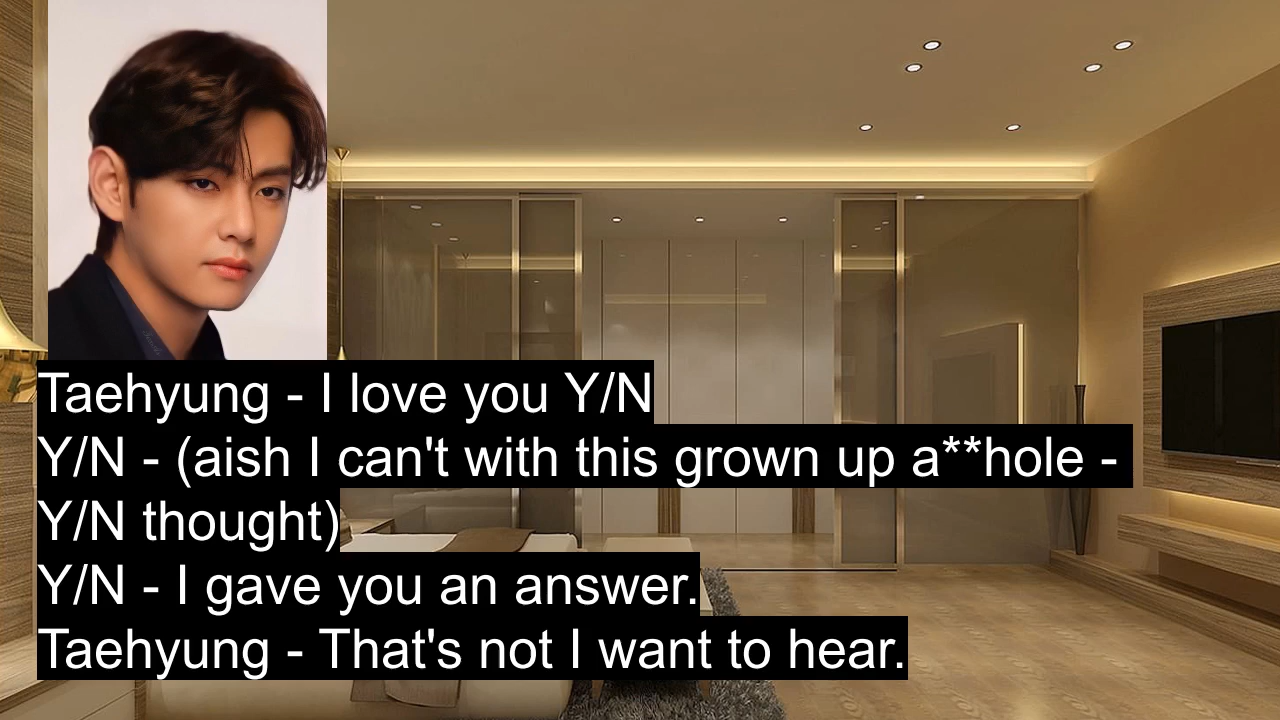 Taehyung - I love you Y/N
Y/N - (aish I can't with this grown up a**hole -
Y/N thought)
Y/N - I gave you an answer.
Taehyung - That's not I want to hear.